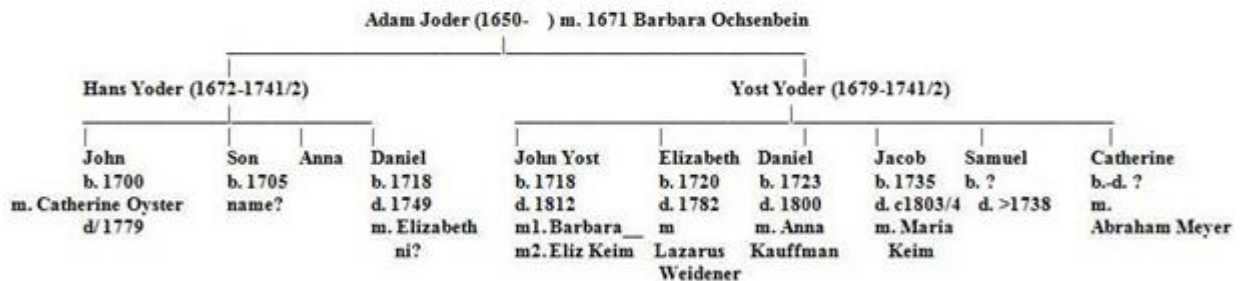 Adam Joder (1650- ) m. 1671 Barbara Ochsenbein
Hans Yoder (1672-1741/2) Yost Yoder (1679-1741/2)
John Son Anna Daniel John Yost Elizabeth Daniel Jacob Samuel Catherine
b. 1700 b. 1705 b. 1718 b. 1718 b. 1720 b. 1723 b. 1735 b. ? b.-d. ?
m. Catherine Oyster name? d. 1749 d. 1812 d. 1782 d. 1800 d. c1803/4 d. >1738 m.
d/ 1779 m. Elizabeth m1. Barbara__ m m. Anna m. Maria Abraham Meyer
ni? m2. Eliz Keim Lazarus Kauffman Keim
Weidener